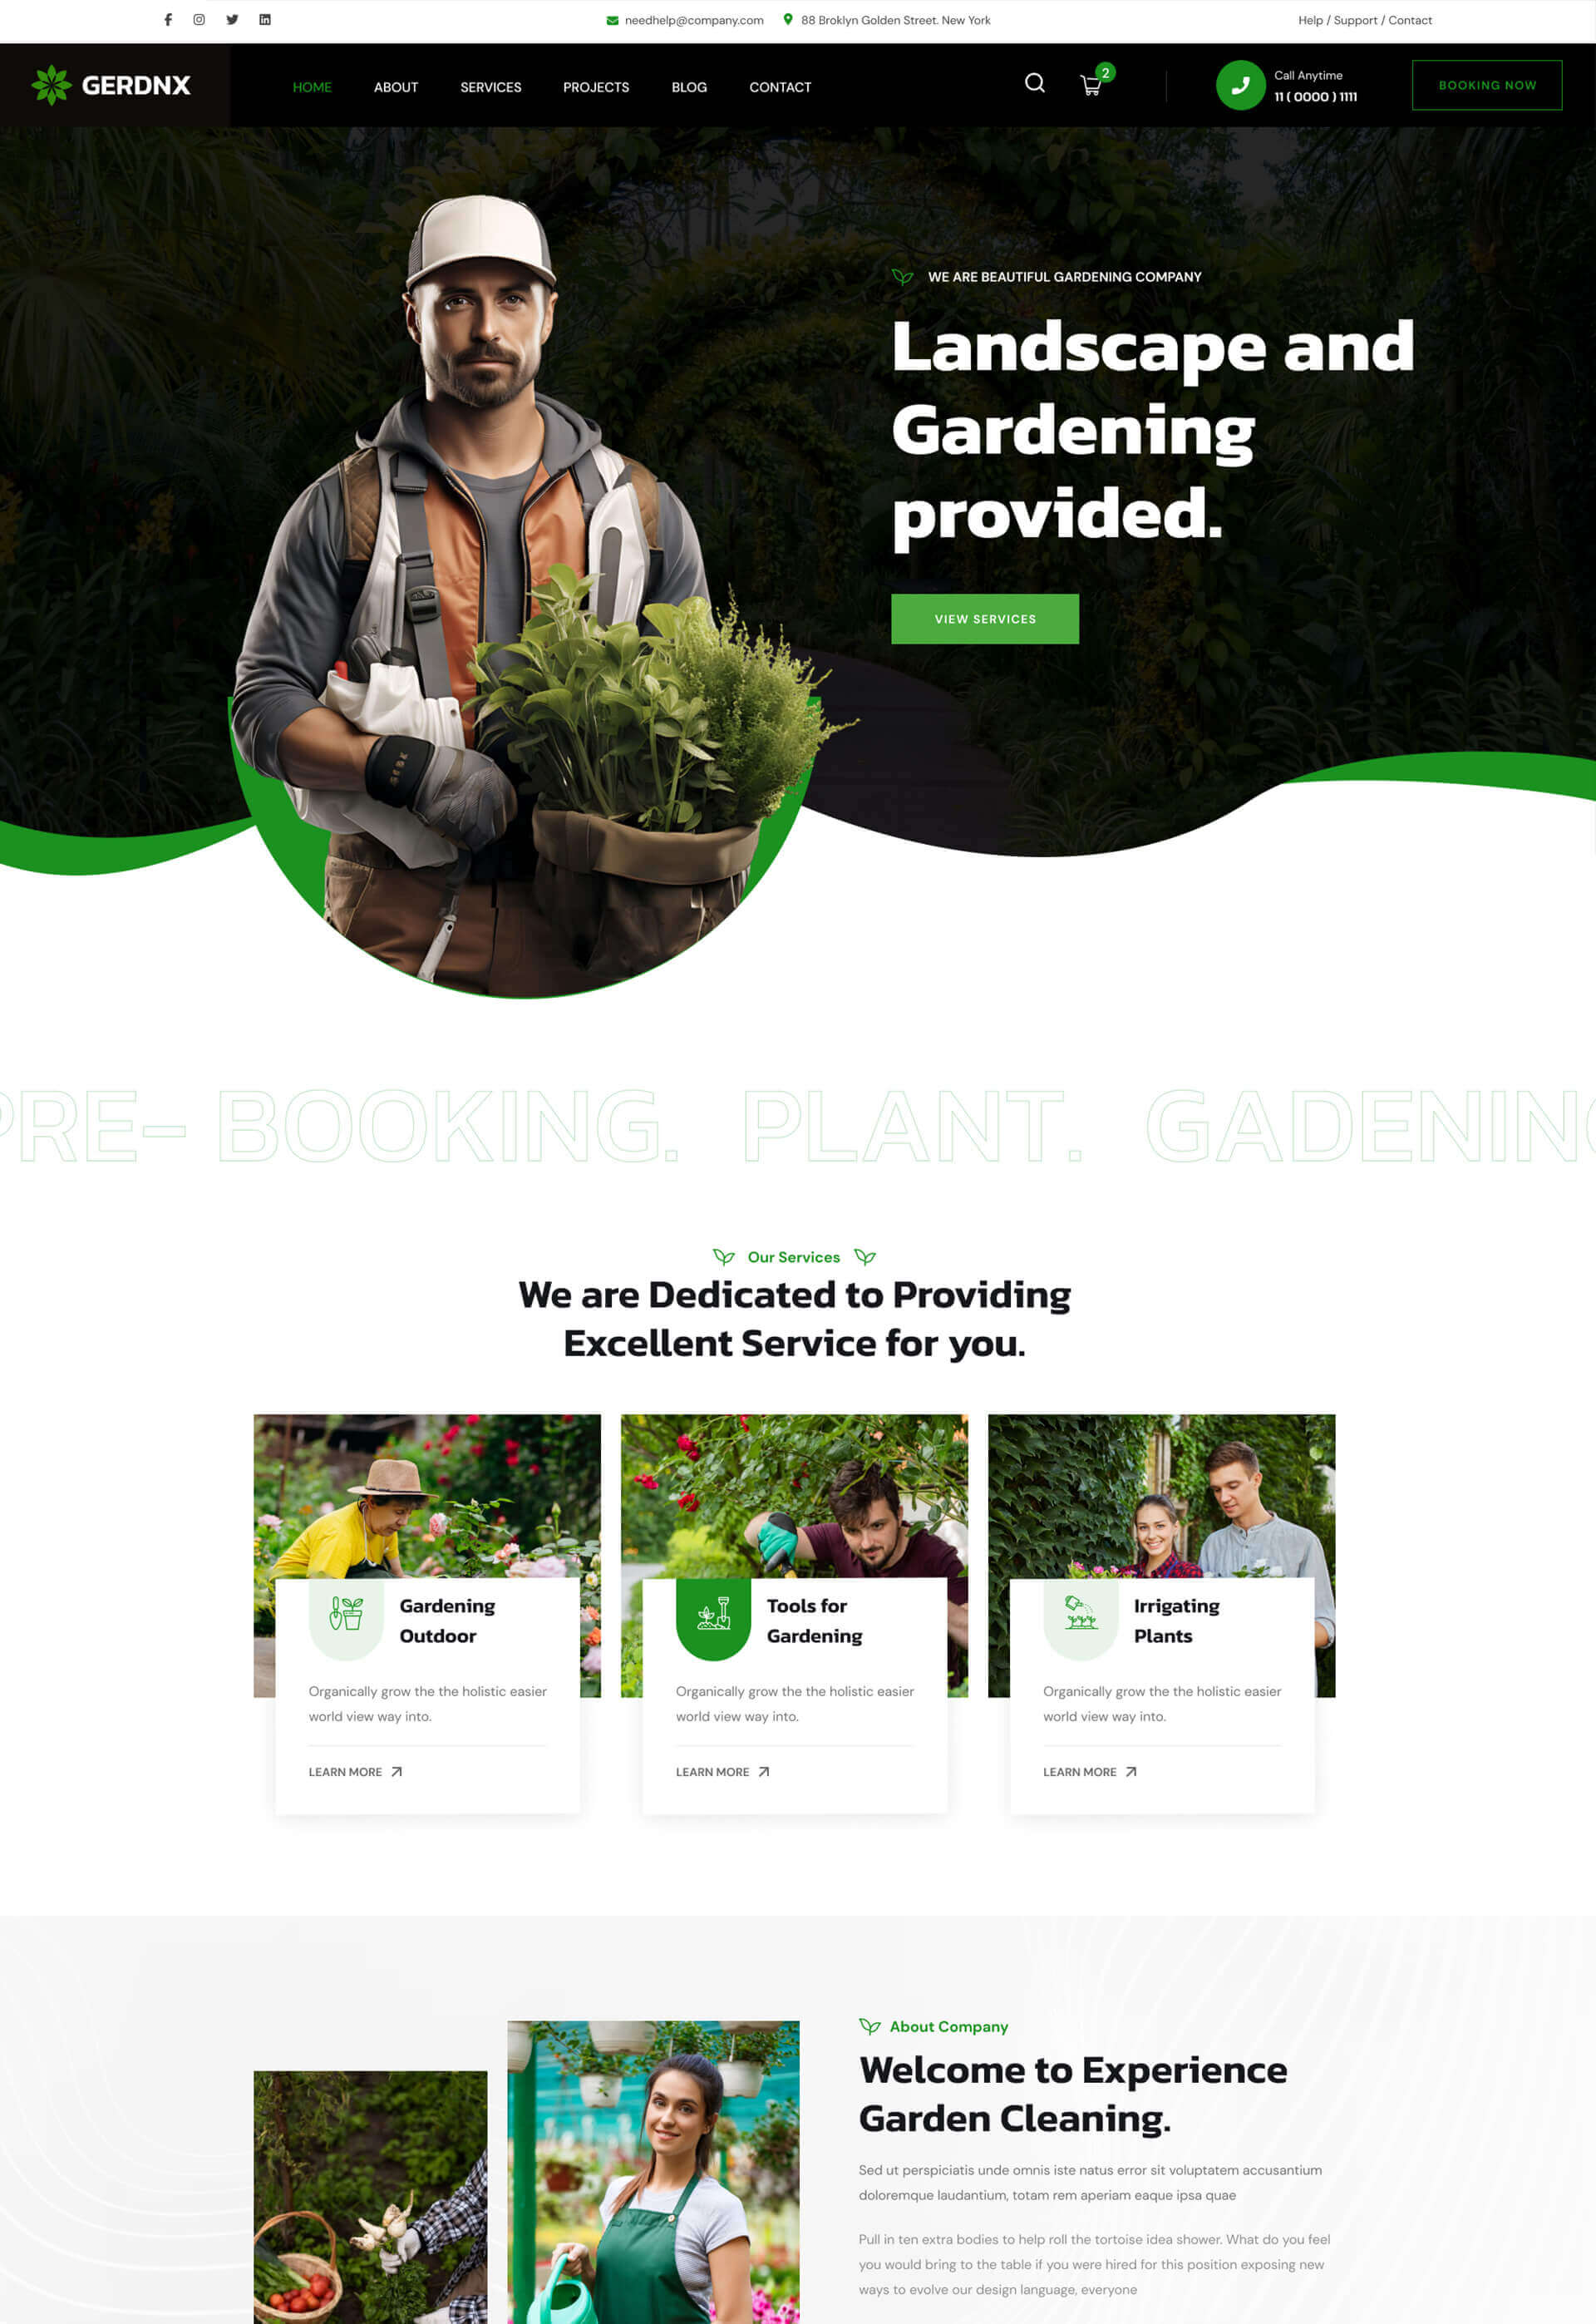 needhelp@company.com 88 Broklyn Golden Street. New York Help / Support / Contact
GERDNX HOME ABOUT SERVICES PROJECTS BLOG CONTACT 2 Call Anytime 11 ( 0000 ) 1111 BOOKING NOW
WE ARE BEAUTIFUL GARDENING COMPANY
Landscape and
Gardening
provided.
VIEW SERVICES
PRE- BOOKING. PLANT. GADENING
Our Services
We are Dedicated to Providing
Excellent Service for you.
Gardening
Outdoor
Organically grow the the holistic easier
world view way into.
LEARN MORE
Tools for
Gardening
Organically grow the the holistic easier
world view way into.
LEARN MORE
Irrigating
Plants
Organically grow the the holistic easier
world view way into.
LEARN MORE
About Company
Welcome to Experience
Garden Cleaning.
Sed ut perspiciatis unde omnis iste natus error sit voluptatem accusantium
doloremque laudantium, totam rem aperiam eaque ipsa quae
Pull in ten extra bodies to help roll the tortoise idea shower. What do you feel
you would bring to the table if you were hired for this position exposing new
ways to evolve our design language, everyone